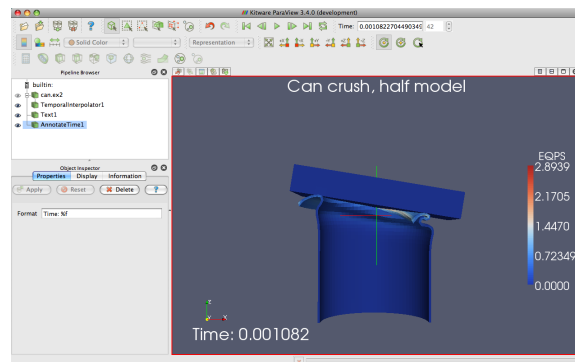 Kitware ParaView 3.4.0 (development)
Time: 0.0010822704490349 42
Solid Color
Representation
Pipeline Browser
builtin:
can.ex2
TemporalInterpolator1
Text1
AnnotateTime1
Object Inspector
Properties Display Information
Apply Reset Delete ?
Format Time: %f
Can crush, half model
EQPS
2.8939
2.1705
1.4470
0.72349
0.0000
Time: 0.001082